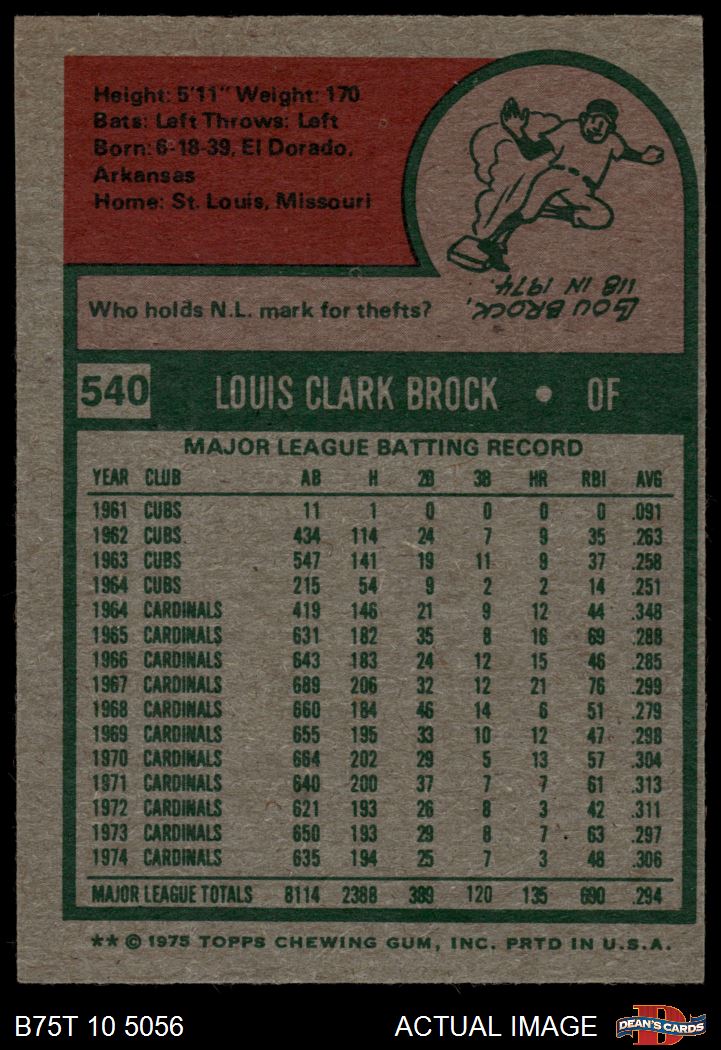 Height: 5'11" Weight: 170
Bats: Left Throws: Left
Born: 6-18-39, El Dorado,
Arkansas
Home: St. Louis, Missouri
Who holds N.L. mark for thefts?
LOU BROCK,
118 IN 1974.
540 LOUIS CLARK BROCK • OF
MAJOR LEAGUE BATTING RECORD
YEAR CLUB AB H 2B 3B HR RBI AVG
1961 CUBS 11 1 0 0 0 0 .091
1962 CUBS 434 114 24 7 9 35 .263
1963 CUBS 547 141 19 11 9 37 .258
1964 CUBS 215 54 9 2 2 14 .251
1964 CARDINALS 419 146 21 9 12 44 .348
1965 CARDINALS 631 182 35 8 16 69 .288
1966 CARDINALS 643 183 24 12 15 46 .285
1967 CARDINALS 689 206 32 12 21 76 .299
1968 CARDINALS 660 184 46 14 6 51 .279
1969 CARDINALS 655 195 33 10 12 47 .298
1970 CARDINALS 664 202 29 5 13 57 .304
1971 CARDINALS 640 200 37 7 7 61 .313
1972 CARDINALS 621 193 26 8 3 42 .311
1973 CARDINALS 650 193 29 8 7 63 .297
1974 CARDINALS 635 194 25 7 3 48 .306
MAJOR LEAGUE TOTALS 8114 2388 389 120 135 690 .294
** © 1975 TOPPS CHEWING GUM, INC. PRTD IN U.S.A.
B75T 10 5056 ACTUAL IMAGE DEAN'S CARDS